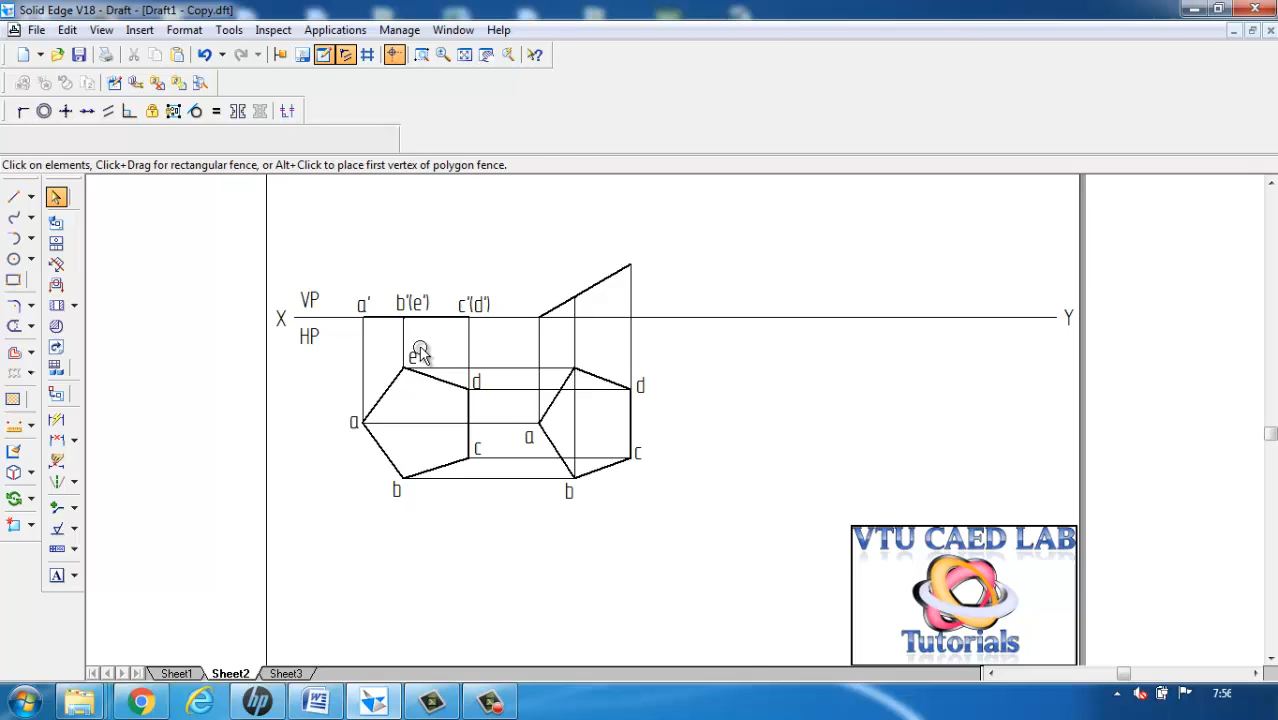 Solid Edge V18 - Draft - [Draft1 - Copy.dft]
File Edit View Insert Format Tools Inspect Applications Manage Window Help
Click on elements, Click+Drag for rectangular fence, or Alt+Click to place first vertex of polygon fence.
VP
a' b'(e') c'(d')
X Y
HP
e
d d
a a
c c
b b
VTU CAED LAB
Tutorials
Sheet1 Sheet2 Sheet3
7:56